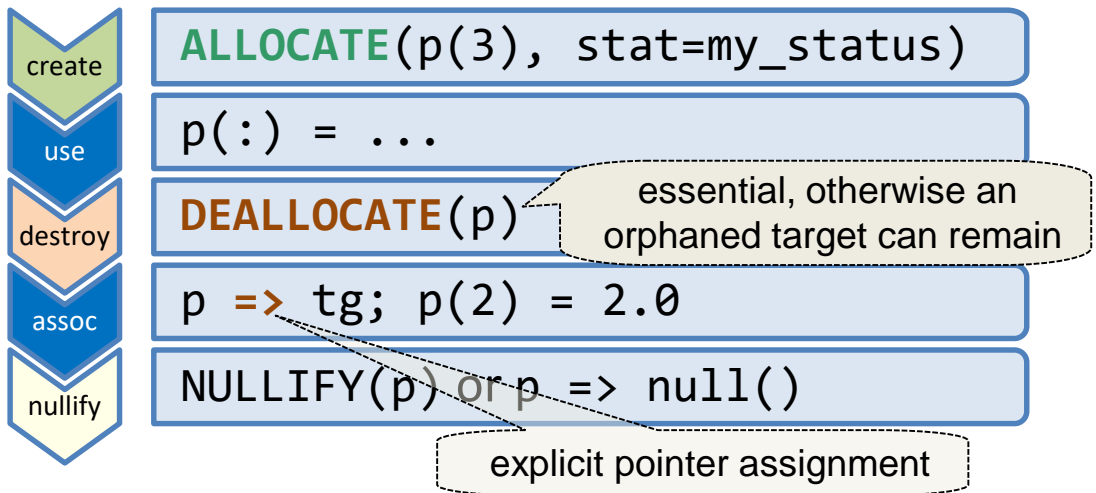 create
ALLOCATE(p(3), stat=my_status)
use
p(:) = ...
destroy
DEALLOCATE(p)
essential, otherwise an
orphaned target can remain
assoc
p => tg; p(2) = 2.0
nullify
NULLIFY(p) or p => null()
explicit pointer assignment